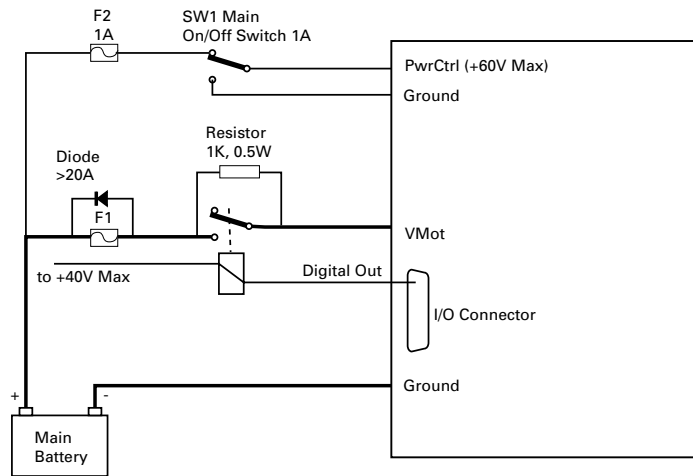 F2
1A
SW1 Main
On/Off Switch 1A
PwrCtrl (+60V Max)
Ground
Resistor
1K, 0.5W
Diode
>20A
F1
VMot
to +40V Max
Digital Out
I/O Connector
Ground
+
-
Main
Battery